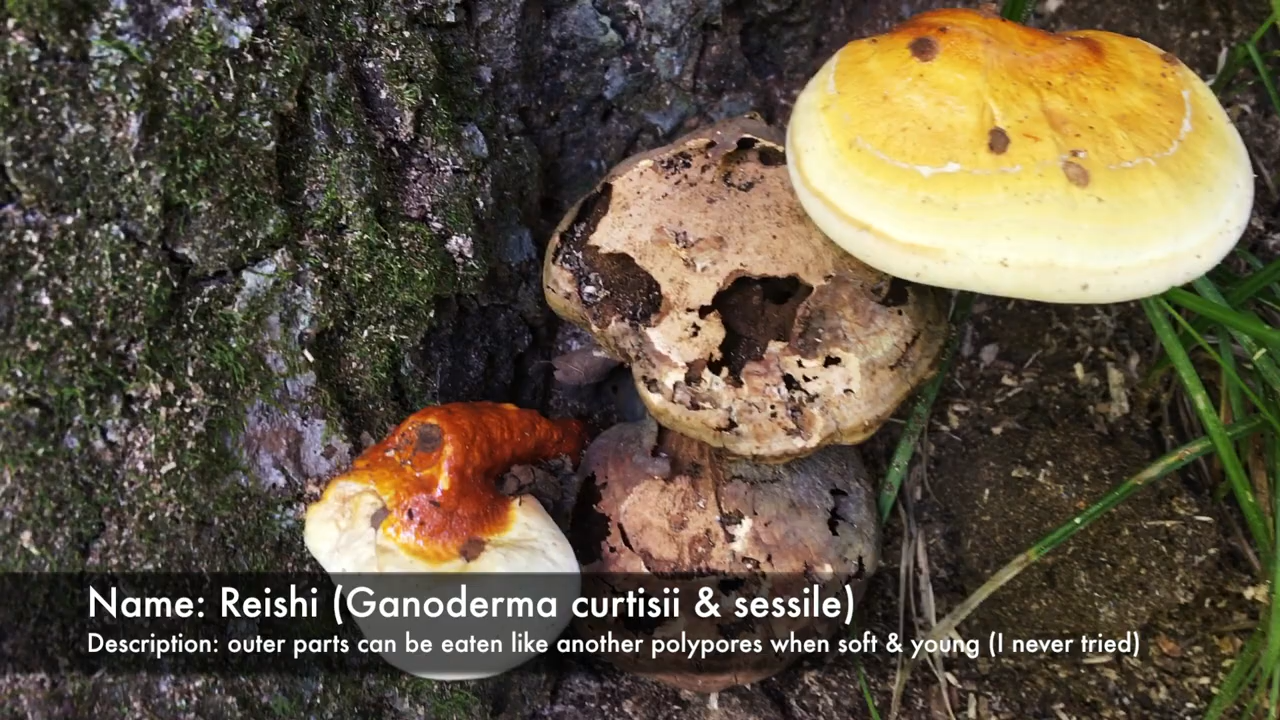 Name: Reishi (Ganoderma curtisii & sessile)
Description: outer parts can be eaten like another polypores when soft & young (I never tried)